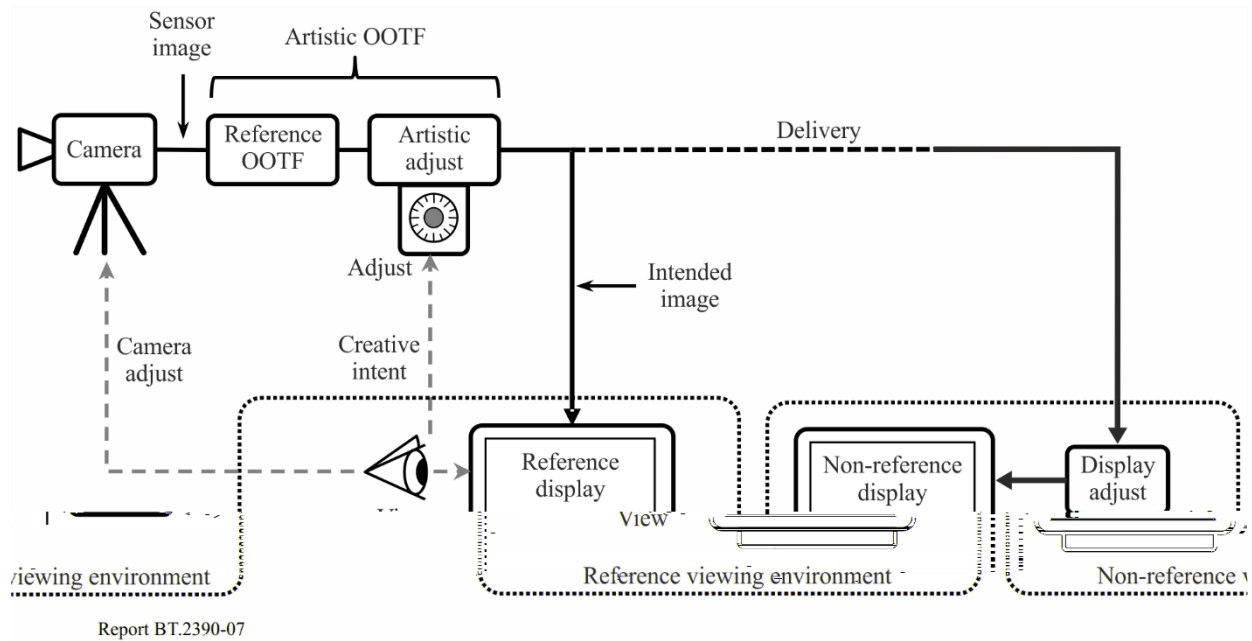 Sensor
image
Artistic OOTF
Camera
Reference
OOTF
Artistic
adjust
Delivery
Adjust
Intended
image
Camera
adjust
Creative
intent
Reference
display
Non-reference
display
Display
adjust
View
viewing environment
Reference viewing environment
Non-reference
Report BT.2390-07